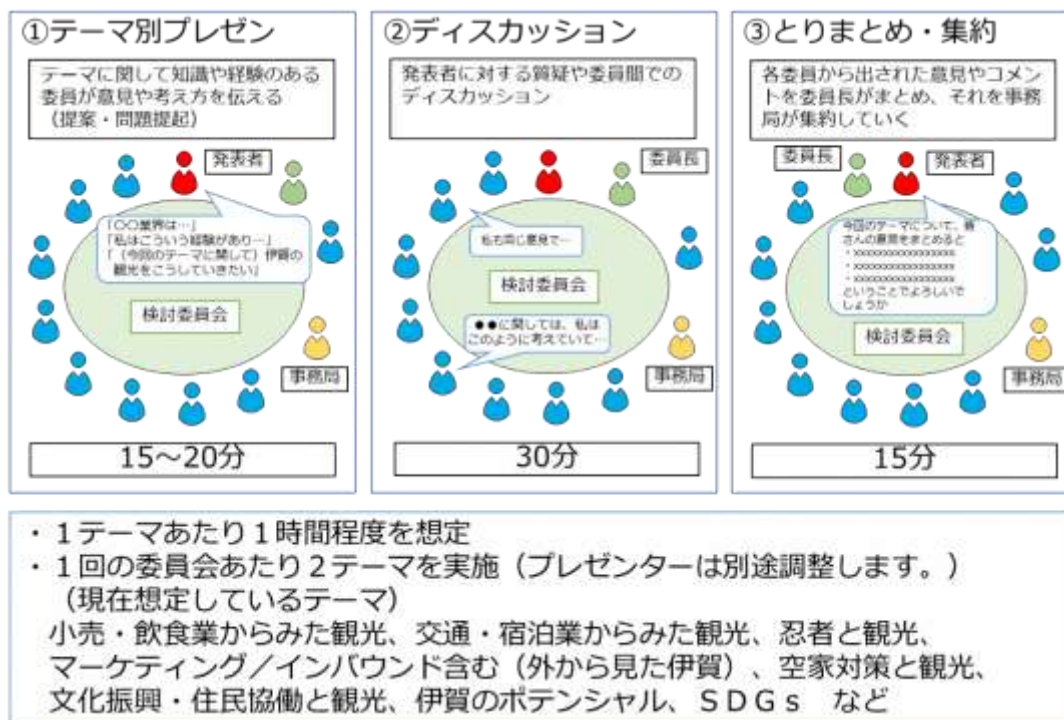 ①テーマ別プレゼン
テーマに関して知識や経験のある
委員が意見や考え方を伝える
（提案・問題提起）
発表者
「〇〇業界は…」
「私はこういう経験があり…」
「（今回のテーマに関して）伊賀の
観光をこうしていきたい」
検討委員会
事務局
15～20分
②ディスカッション
発表者に対する質疑や委員間での
ディスカッション
委員長
私も同じ意見で…
検討委員会
●●に関しては、私は
このように考えていて…
事務局
30分
③とりまとめ・集約
各委員から出された意見やコメン
トを委員長がまとめ、それを事務
局が集約していく
委員長
発表者
今回のテーマについて、皆
さんの意見をまとめると
・xxxxxxxxxxxxxxxxx
・xxxxxxxxxxxxxxxxx
・xxxxxxxxxxxxxxxxx
ということでよろしいで
しょうか
検討委員会
事務局
15分
・１テーマあたり１時間程度を想定
・１回の委員会あたり２テーマを実施（プレゼンターは別途調整します。）
（現在想定しているテーマ）
小売・飲食業からみた観光、交通・宿泊業からみた観光、忍者と観光、
マーケティング／インバウンド含む（外から見た伊賀）、空家対策と観光、
文化振興・住民協働と観光、伊賀のポテンシャル、ＳＤＧｓ　など